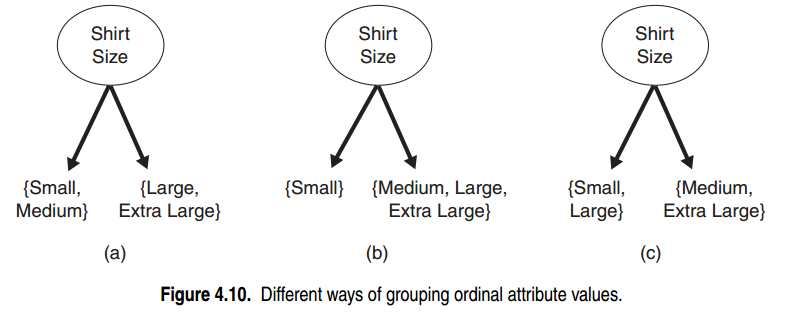 Shirt
Size
{Small,
Medium}
{Large,
Extra Large}
(a)
Shirt
Size
{Small}
{Medium, Large,
Extra Large}
(b)
Shirt
Size
{Small,
Large}
{Medium,
Extra Large}
(c)
Figure 4.10. Different ways of grouping ordinal attribute values.